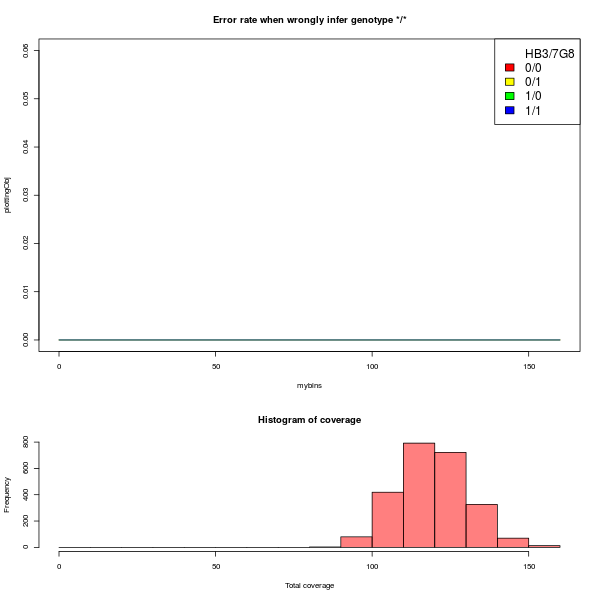 Error rate when wrongly infer genotype */*
HB3/7G8
0/0
0/1
1/0
1/1
plottingObj
0.06
0.05
0.04
0.03
0.02
0.01
0.00
0 50 100 150
mybins
Histogram of coverage
Frequency
800
600
400
200
0
0 50 100 150
Total coverage